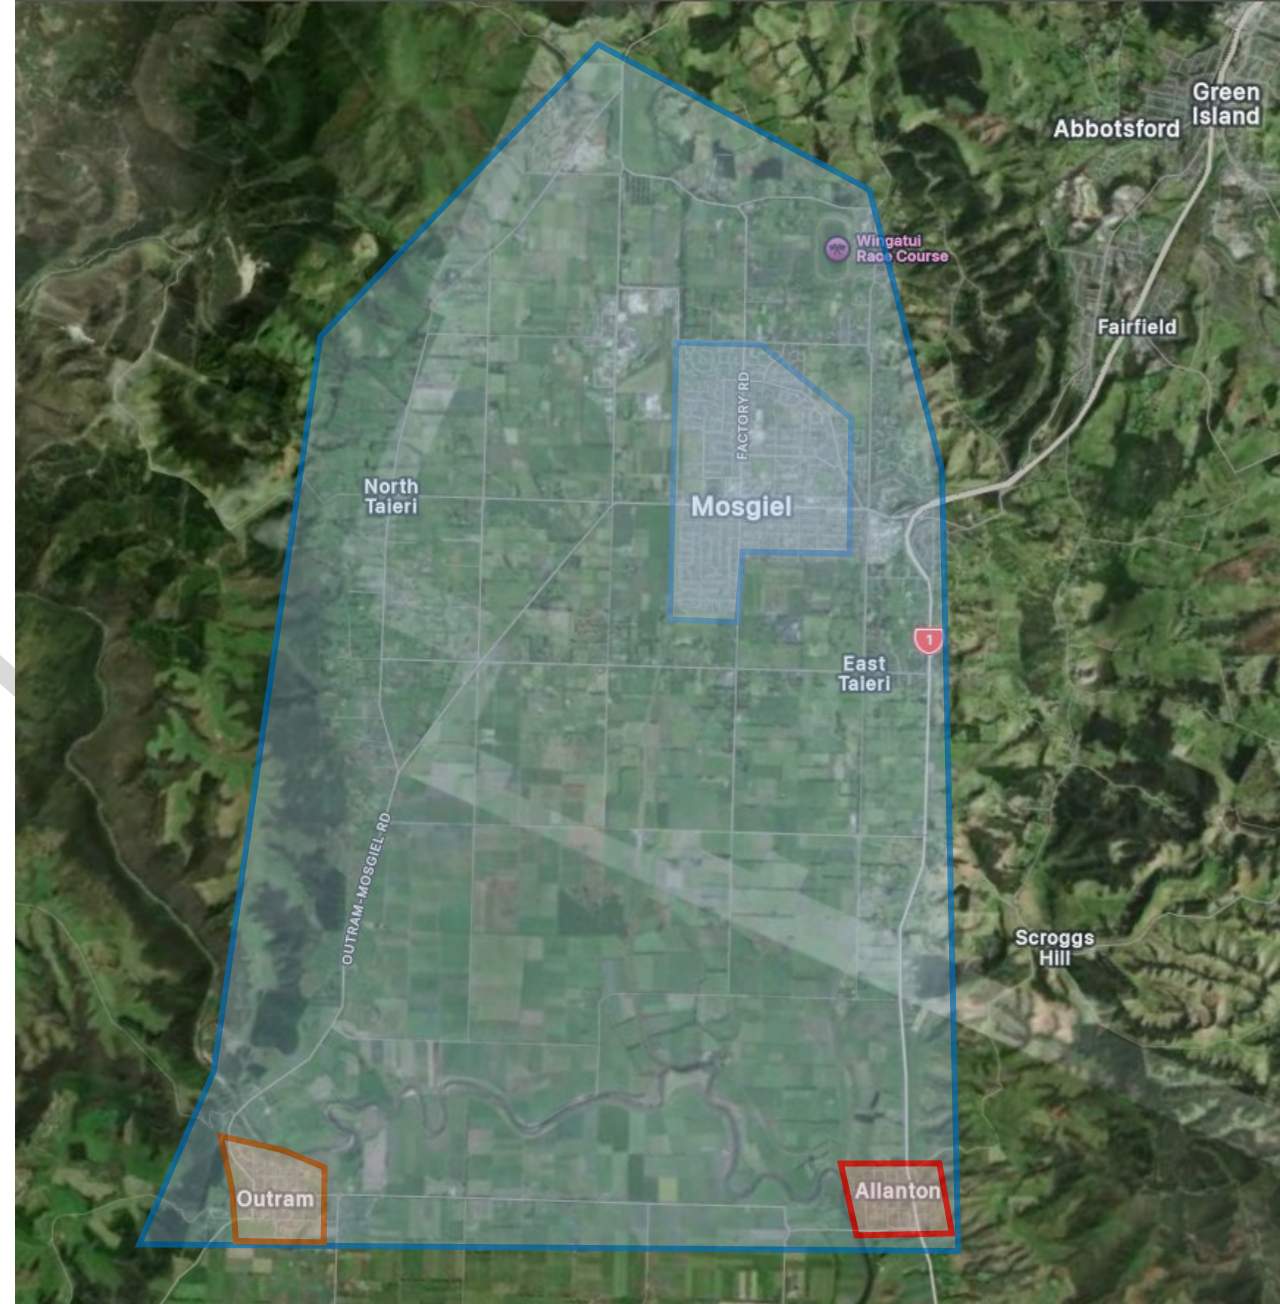 Green
Island
Abbotsford
Wingatui
Race Course
Fairfield
FACTORY RD
North
Taieri
Mosgiel
1
East
Taieri
OUTRAM-MOSGIEL RD
Scroggs
Hill
Outram
Allanton